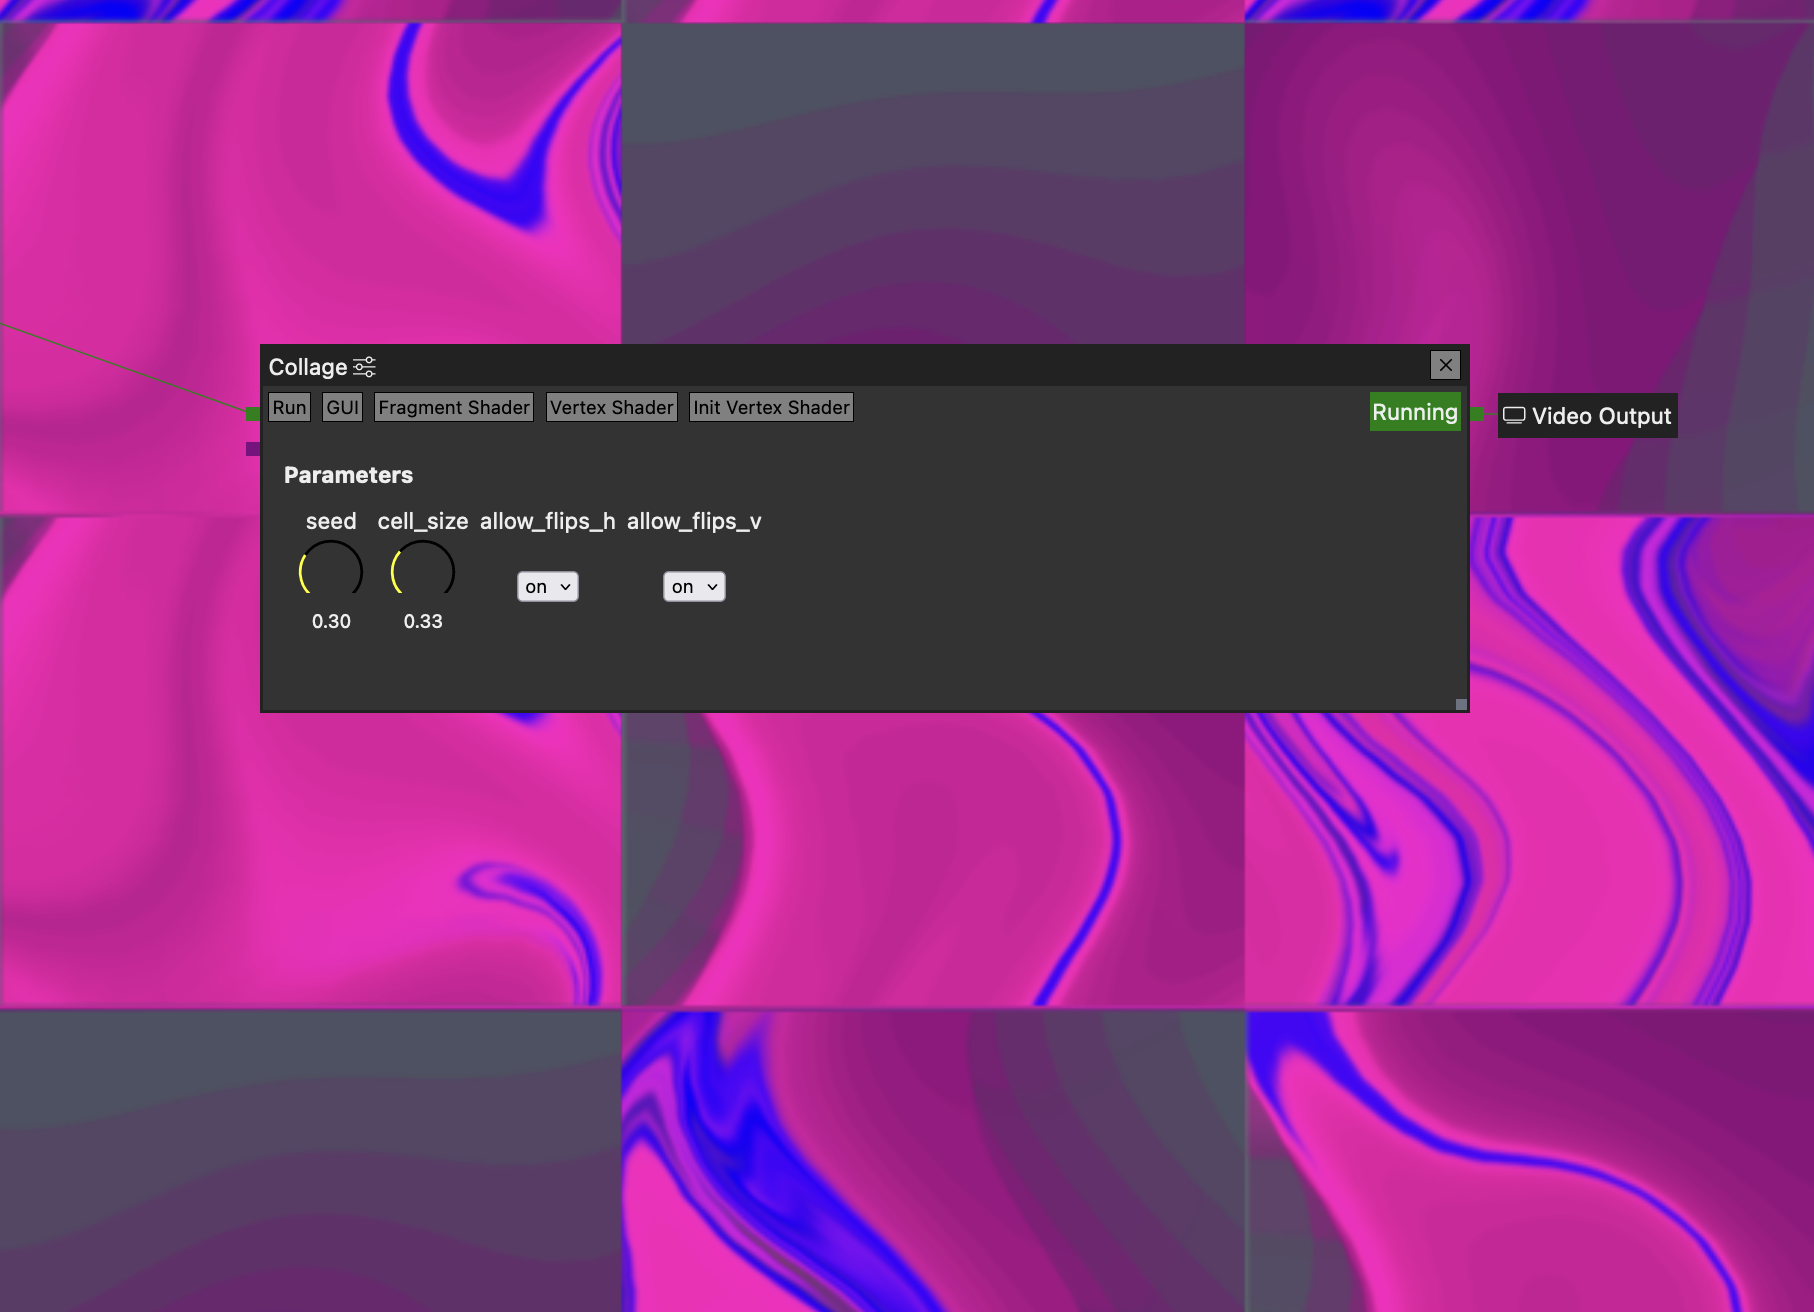 Collage
Run GUI Fragment Shader Vertex Shader Init Vertex Shader Running Video Output
Parameters
seed cell_size allow_flips_h allow_flips_v
on on
0.30 0.33